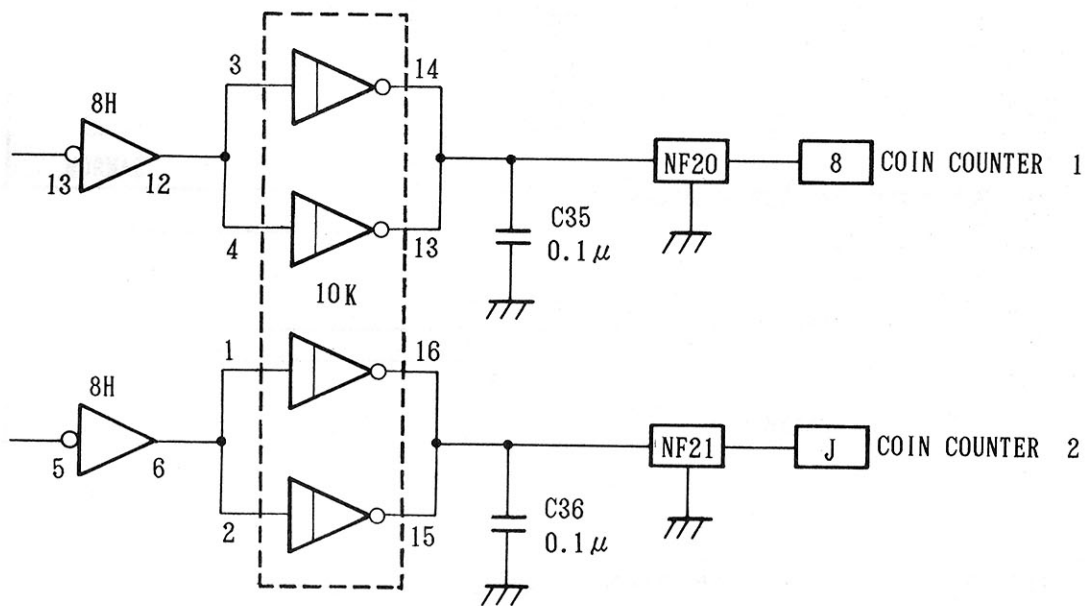 3
14
8H
13
12
NF20
8
COIN COUNTER 1
C35
0.1μ
4
13
10K
1
16
8H
5
6
NF21
J
COIN COUNTER 2
C36
0.1μ
2
15